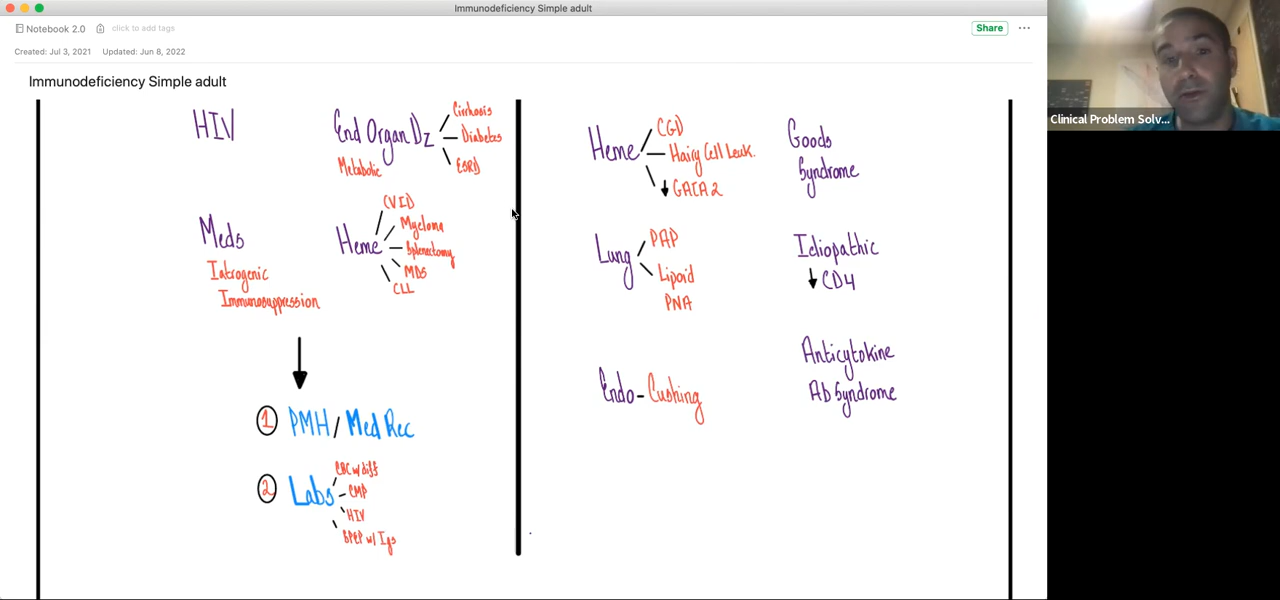 Immunodeficiency Simple adult
Notebook 2.0
click to add tags
Share
Created: Jul 3, 2021
Updated: Jun 8, 2022
Immunodeficiency Simple adult
HIV
End Organ Dz
Metabolic
Cirrhosis
Diabetes
ESRD
Meds
Iatrogenic
Immunosuppression
Heme
CVID
Myeloma
Splenectomy
MDS
CLL
1 PMH / Med Rec
2 Labs
CBC w/diff
CMP
HIV
SPEP w/ Igs
Heme
CGD
Hairy Cell Leuk.
↓ GATA 2
Lung
PAP
Lipoid
PNA
Endo - Cushing
Goods
Syndrome
Idiopathic
↓ CD4
Anticytokine
Ab Syndrome
Clinical Problem Solv...